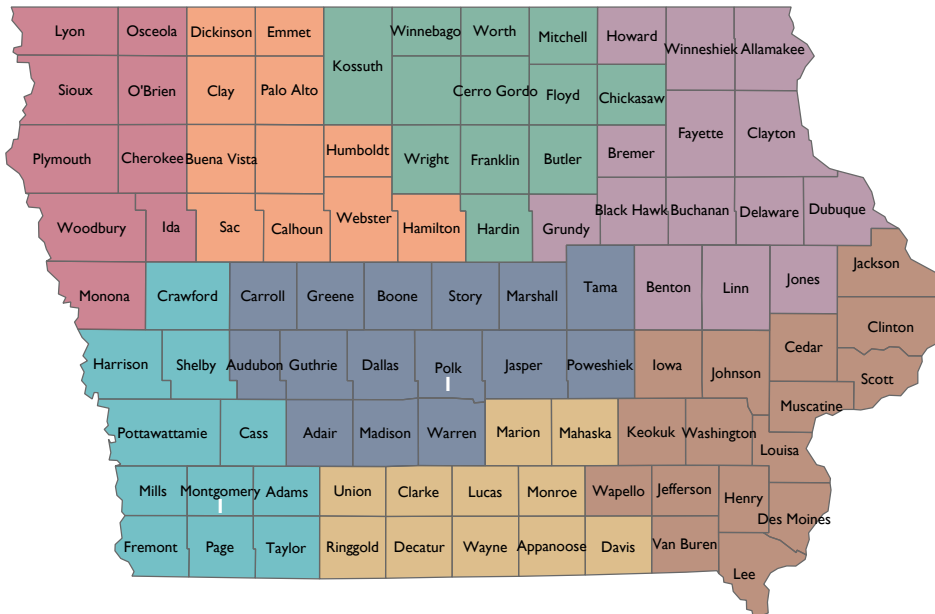 Lyon
Osceola
Dickinson
Emmet
Winnebago
Worth
Mitchell
Howard
Winneshiek
Allamakee
Kossuth
Sioux
O'Brien
Clay
Palo Alto
Cerro Gordo
Floyd
Chickasaw
Plymouth
Cherokee
Buena Vista
Humboldt
Wright
Franklin
Butler
Bremer
Fayette
Clayton
Woodbury
Ida
Sac
Calhoun
Webster
Hamilton
Hardin
Grundy
Black Hawk
Buchanan
Delaware
Dubuque
Monona
Crawford
Carroll
Greene
Boone
Story
Marshall
Tama
Benton
Linn
Jones
Jackson
Clinton
Harrison
Shelby
Audubon
Guthrie
Dallas
Polk
Jasper
Poweshiek
Iowa
Johnson
Cedar
Scott
Muscatine
Pottawattamie
Cass
Adair
Madison
Warren
Marion
Mahaska
Keokuk
Washington
Louisa
Mills
Montgomery
Adams
Union
Clarke
Lucas
Monroe
Wapello
Jefferson
Henry
Des Moines
Fremont
Page
Taylor
Ringgold
Decatur
Wayne
Appanoose
Davis
Van Buren
Lee